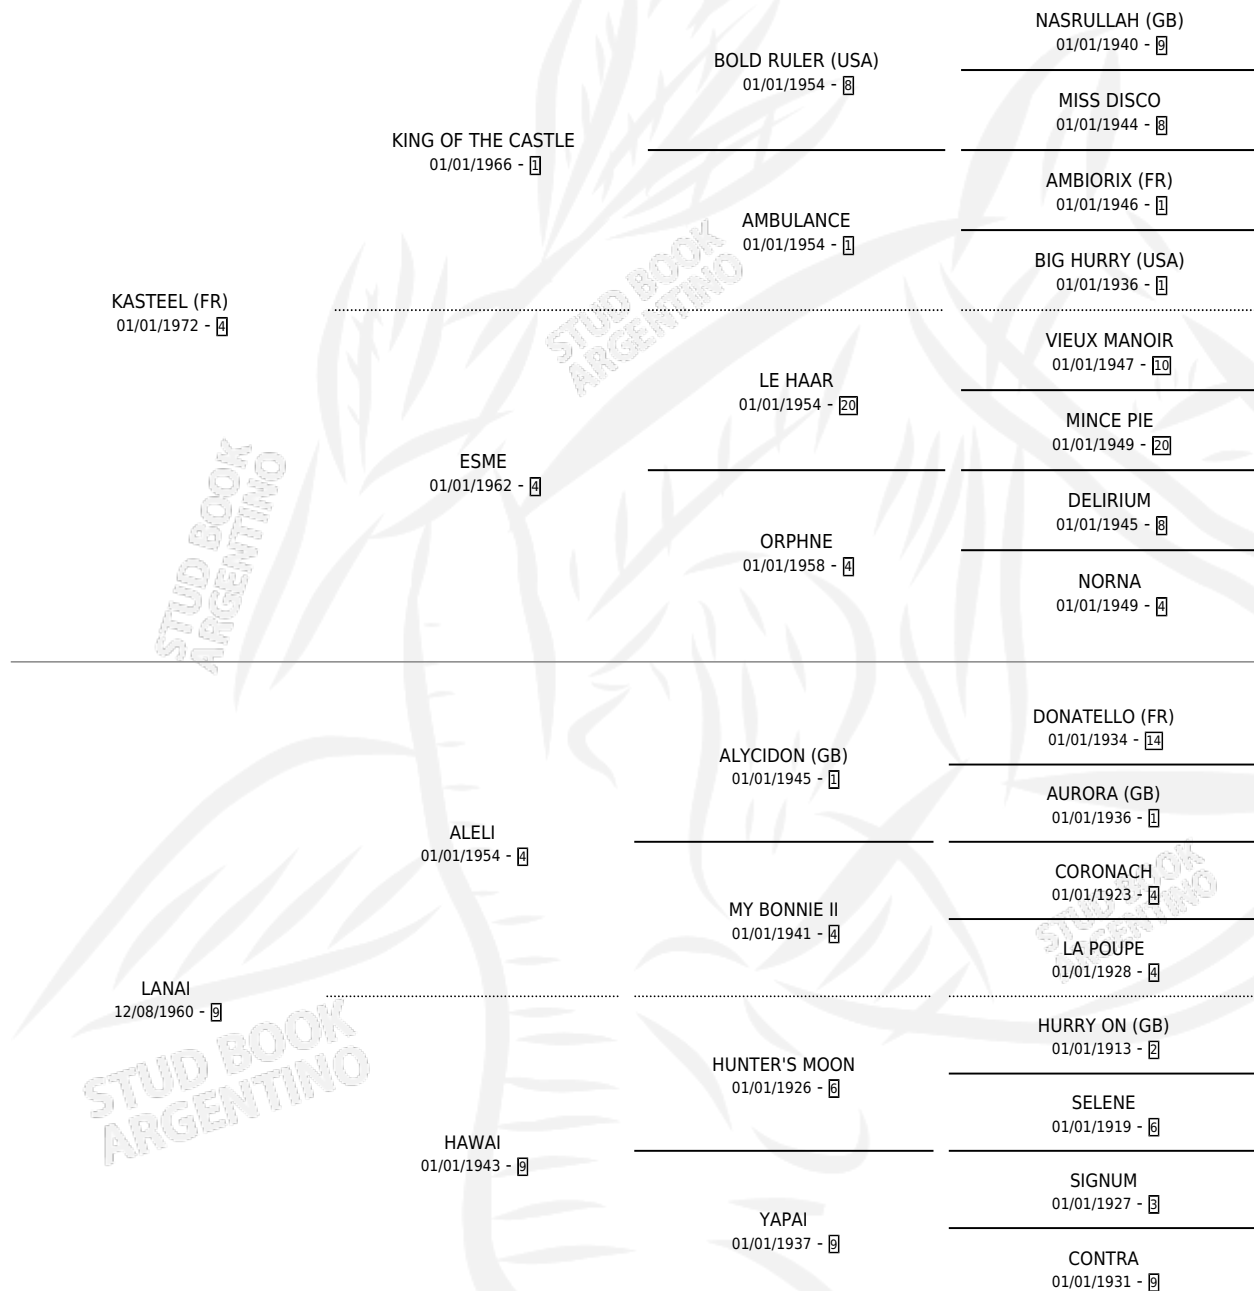 NASRULLAH (GB)
01/01/1940 - 9
BOLD RULER (USA)
01/01/1954 - 8
MISS DISCO
01/01/1944 - 8
KING OF THE CASTLE
01/01/1966 - 1
AMBIORIX (FR)
01/01/1946 - 1
AMBULANCE
01/01/1954 - 1
BIG HURRY (USA)
01/01/1936 - 1
KASTEEL (FR)
01/01/1972 - 4
VIEUX MANOIR
01/01/1947 - 10
LE HAAR
01/01/1954 - 20
MINCE PIE
01/01/1949 - 20
ESME
01/01/1962 - 4
DELIRIUM
01/01/1945 - 8
ORPHNE
01/01/1958 - 4
NORNA
01/01/1949 - 4
STUD BOOK
ARGENTINO
STUD BOOK
ARGENTINO
DONATELLO (FR)
01/01/1934 - 14
ALYCIDON (GB)
01/01/1945 - 1
AURORA (GB)
01/01/1936 - 1
ALELI
01/01/1954 - 4
CORONACH
01/01/1923 - 4
MY BONNIE II
01/01/1941 - 4
LA POUPE
01/01/1928 - 4
STUD BOOK
ARGENTINO
LANAI
12/08/1960 - 9
HURRY ON (GB)
01/01/1913 - 2
HUNTER'S MOON
01/01/1926 - 6
SELENE
01/01/1919 - 6
STUD BOOK
ARGENTINO
HAWAI
01/01/1943 - 9
SIGNUM
01/01/1927 - 3
YAPAI
01/01/1937 - 9
CONTRA
01/01/1931 - 9